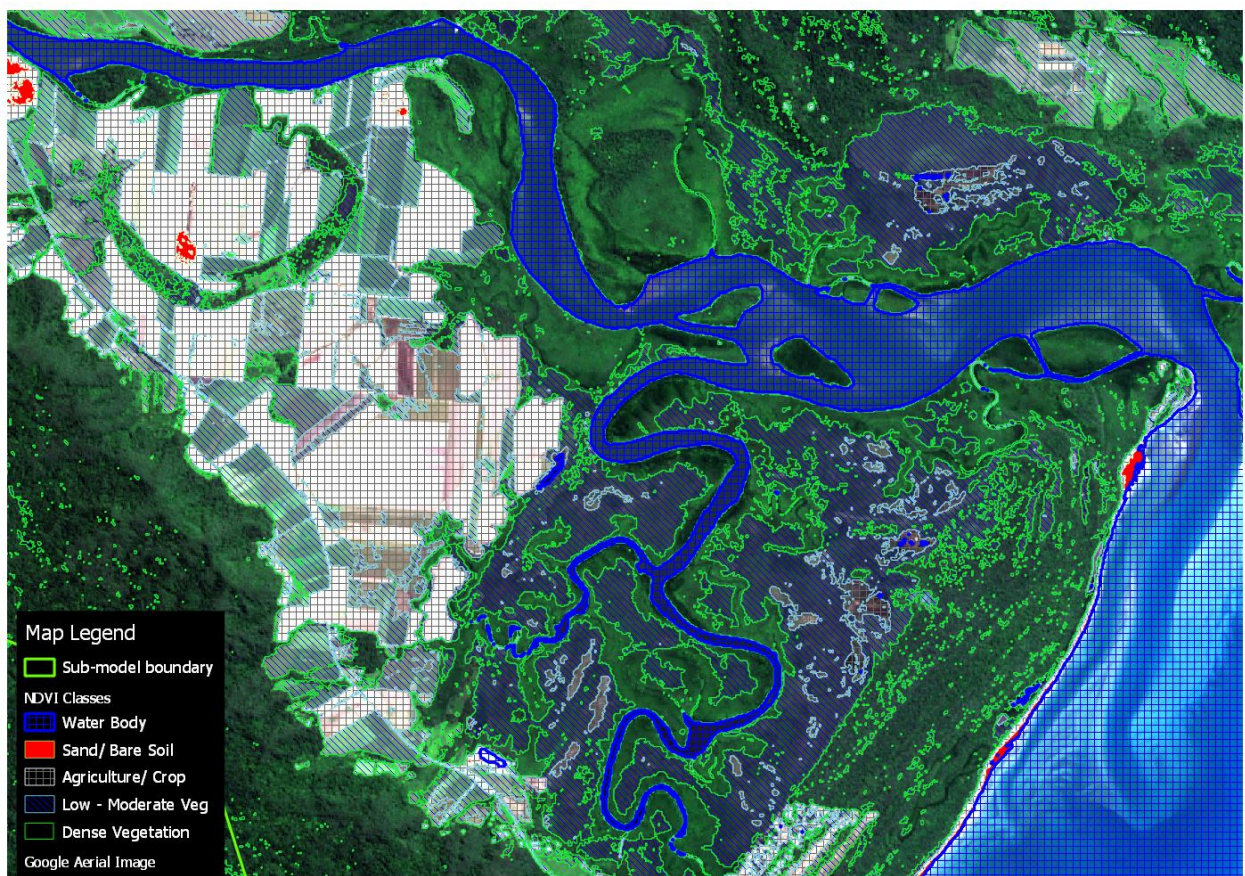 Map Legend
Sub-model boundary
NDVI Classes
Water Body
Sand/ Bare Soil
Agriculture/ Crop
Low - Moderate Veg
Dense Vegetation
Google Aerial Image